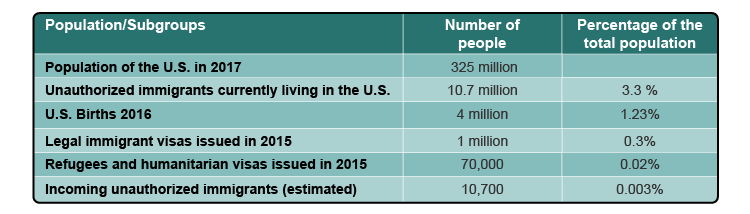 Population/Subgroups Number of people Percentage of the total population
Population of the U.S. in 2017 325 million
Unauthorized immigrants currently living in the U.S. 10.7 million 3.3 %
U.S. Births 2016 4 million 1.23%
Legal immigrant visas issued in 2015 1 million 0.3%
Refugees and humanitarian visas issued in 2015 70,000 0.02%
Incoming unauthorized immigrants (estimated) 10,700 0.003%